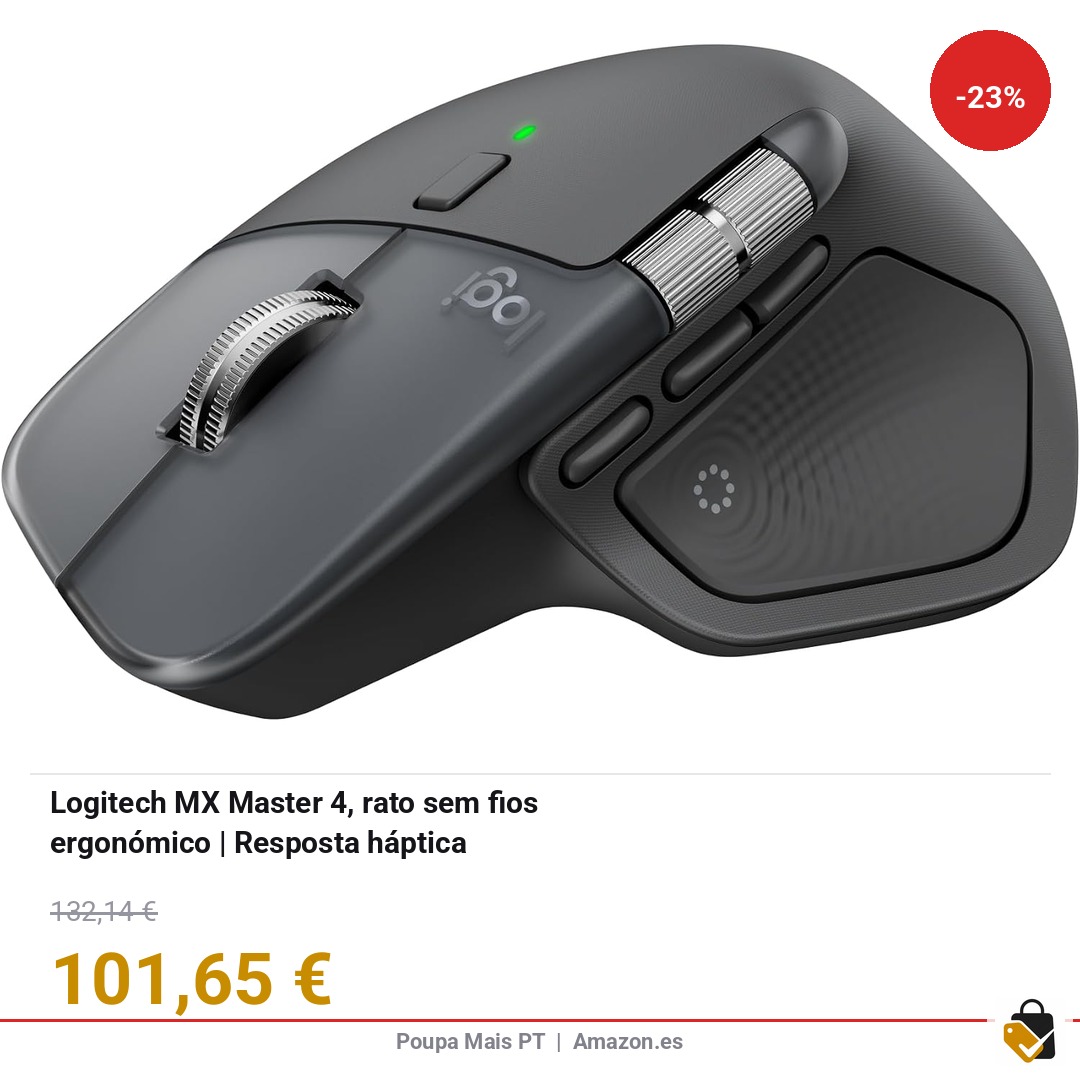 -23%
logi
Logitech MX Master 4, rato sem fios
ergonómico | Resposta háptica
132,14 €
101,65 €
Poupa Mais PT | Amazon.es